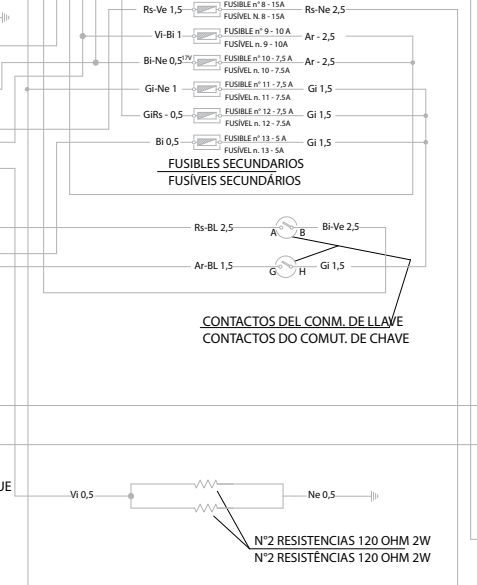 Rs-Ve 1,5 FUSIBLE n° 8 - 15A Rs-Ne 2,5
FUSÍVEL N. 8 - 15A
Vi-Bi 1 FUSIBLE n° 9 - 10 A Ar - 2,5
FUSÍVEL n. 9 - 10A
Bi-Ne 0,5 17V FUSIBLE n° 10 - 7,5 A Ar - 2,5
FUSÍVEL n. 10 - 7.5A
Gi-Ne 1 FUSIBLE n° 11 - 7,5 A Gi 1,5
FUSÍVEL n. 11 - 7.5A
GiRs - 0,5 FUSIBLE n° 12 - 7,5 A Gi 1,5
FUSÍVEL n. 12 - 7.5A
Bi 0,5 FUSIBLE n° 13 - 5 A Gi 1,5
FUSÍVEL n. 13 - 5A
FUSIBLES SECUNDARIOS
FUSÍVEIS SECUNDÁRIOS
Rs-BL 2,5 A B Bi-Ve 2,5
Ar-BL 1,5 G H Gi 1,5
CONTACTOS DEL CONM. DE LLAVE
CONTACTOS DO COMUT. DE CHAVE
UE
Vi 0,5 Ne 0,5
N°2 RESISTENCIAS 120 OHM 2W
N°2 RESISTÊNCIAS 120 OHM 2W